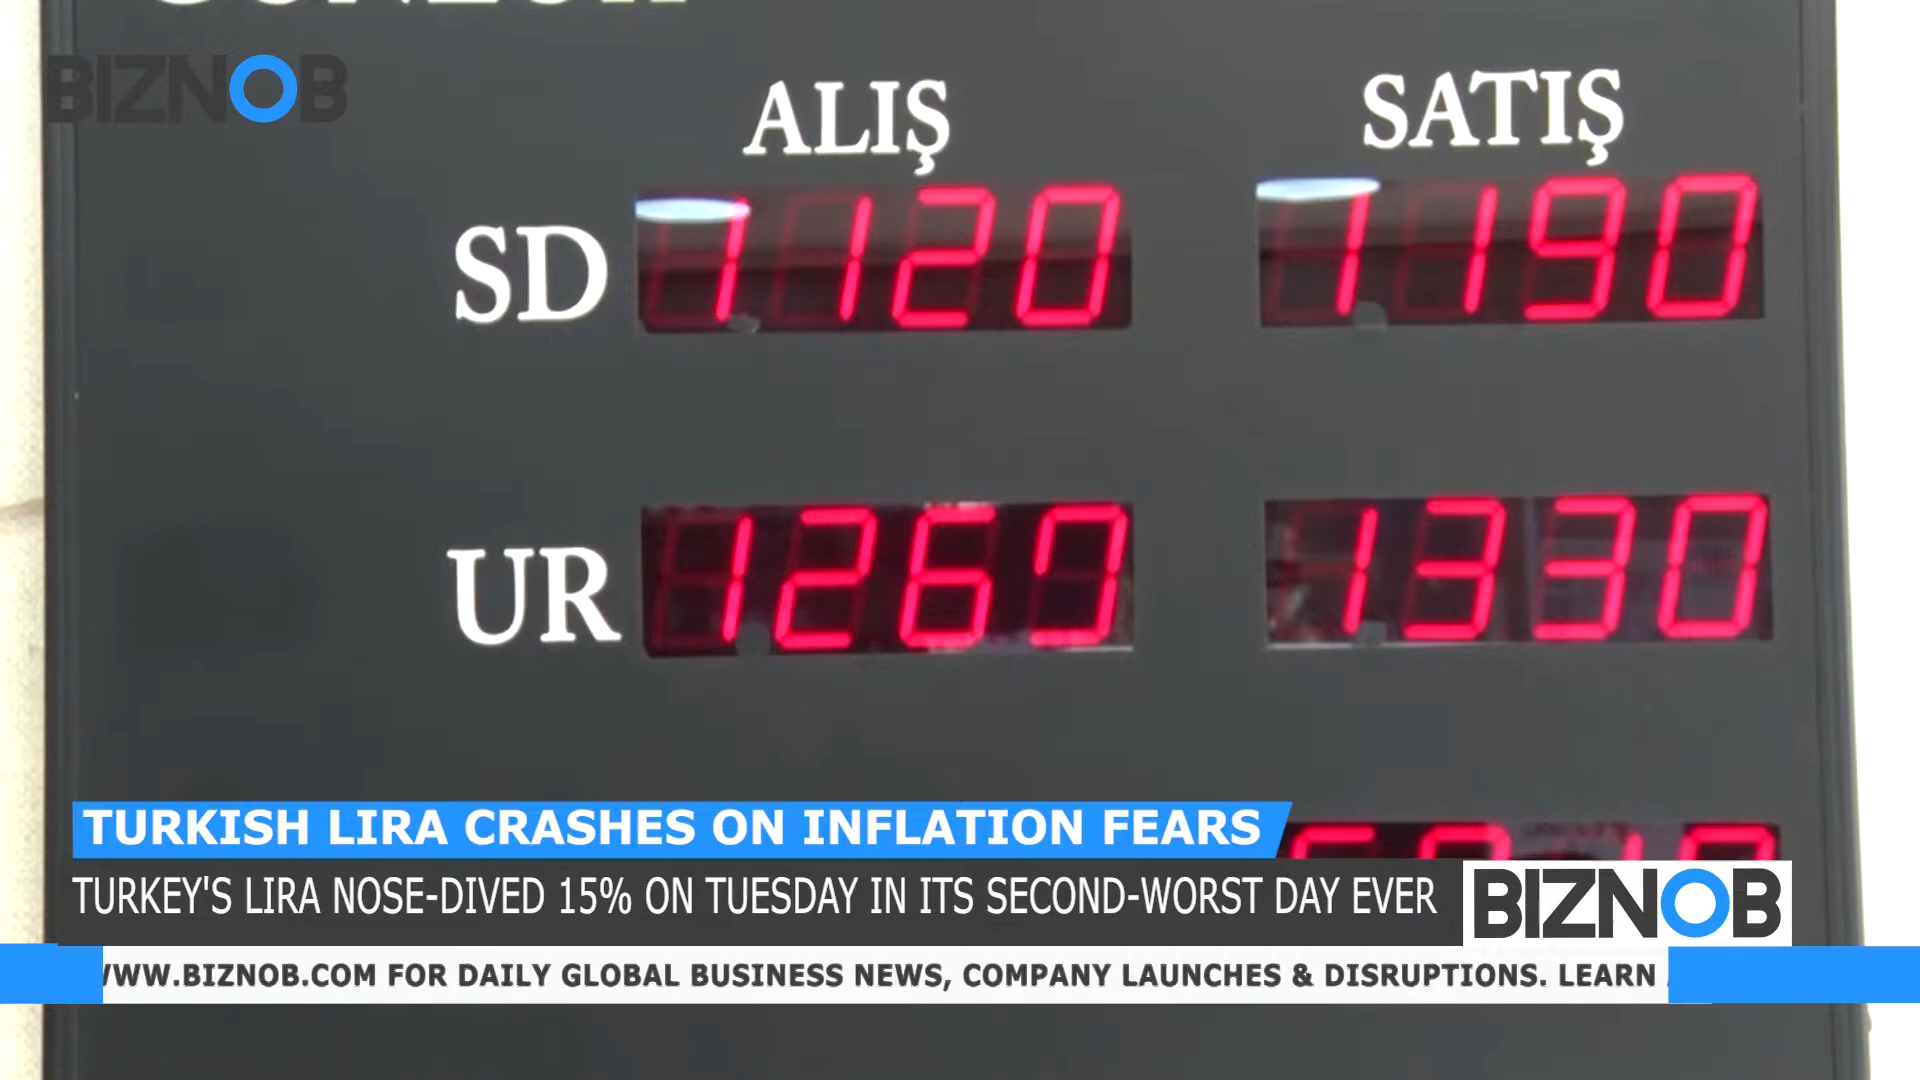 BIZNOB
ALIŞ SATIŞ
SD 1120 1190
UR 1260 1330
TURKISH LIRA CRASHES ON INFLATION FEARS
TURKEY'S LIRA NOSE-DIVED 15% ON TUESDAY IN ITS SECOND-WORST DAY EVER
BIZNOB
WWW.BIZNOB.COM FOR DAILY GLOBAL BUSINESS NEWS, COMPANY LAUNCHES & DISRUPTIONS. LEARN